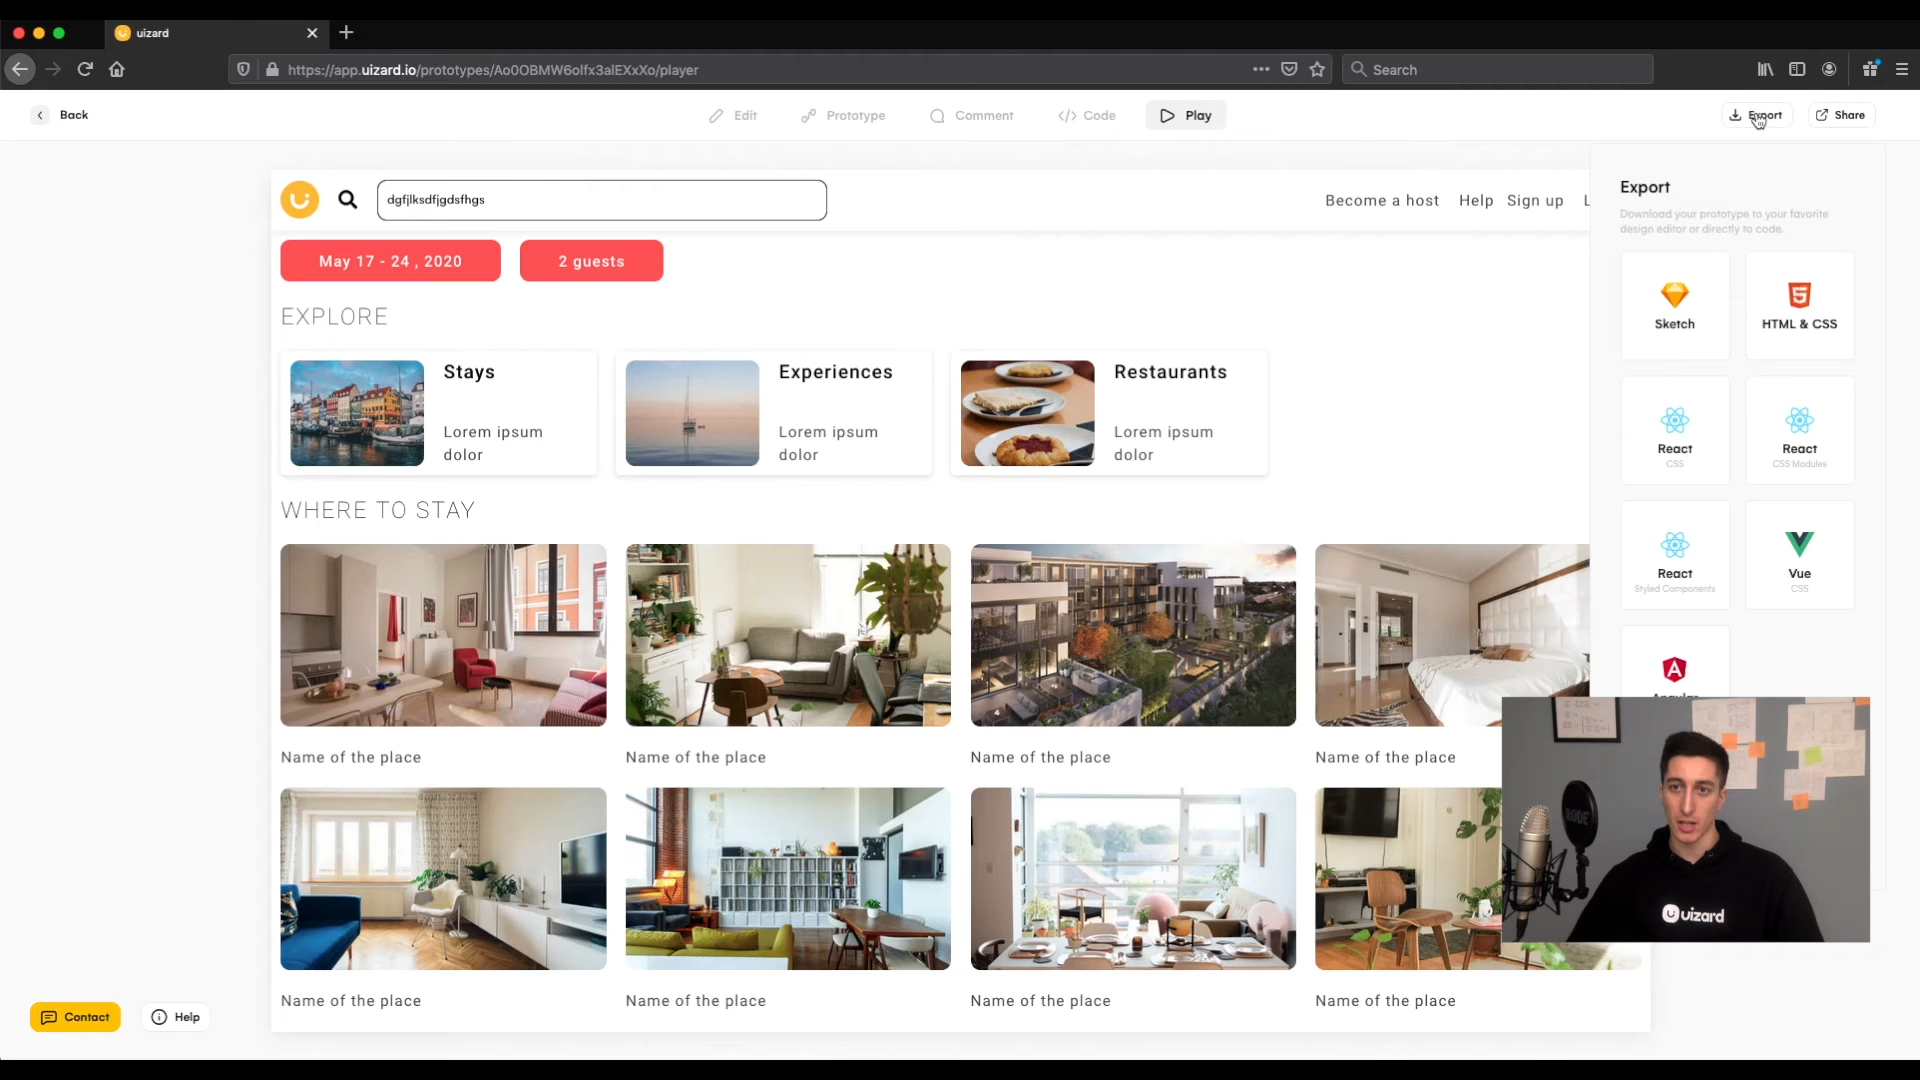 uizard
https://app.uizard.io/prototypes/Ao0OBMW6olfx3alEXxXo/player
Search
Back
Edit
Prototype
Comment
</> Code
Play
Export
Share
dgfjlksdfjgdsfhgs
Become a host
Help
Sign up
L
May 17 - 24 , 2020
2 guests
EXPLORE
Stays
Lorem ipsum
dolor
Experiences
Lorem ipsum
dolor
Restaurants
Lorem ipsum
dolor
WHERE TO STAY
Name of the place
Name of the place
Name of the place
Name of the place
Name of the place
Name of the place
Name of the place
Name of the place
Export
Download your prototype to your favorite
design editor or directly to code.
Sketch
HTML & CSS
React
CSS
React
CSS Modules
React
Styled Components
Vue
CSS
Angular
RODE
uizard
Contact
Help